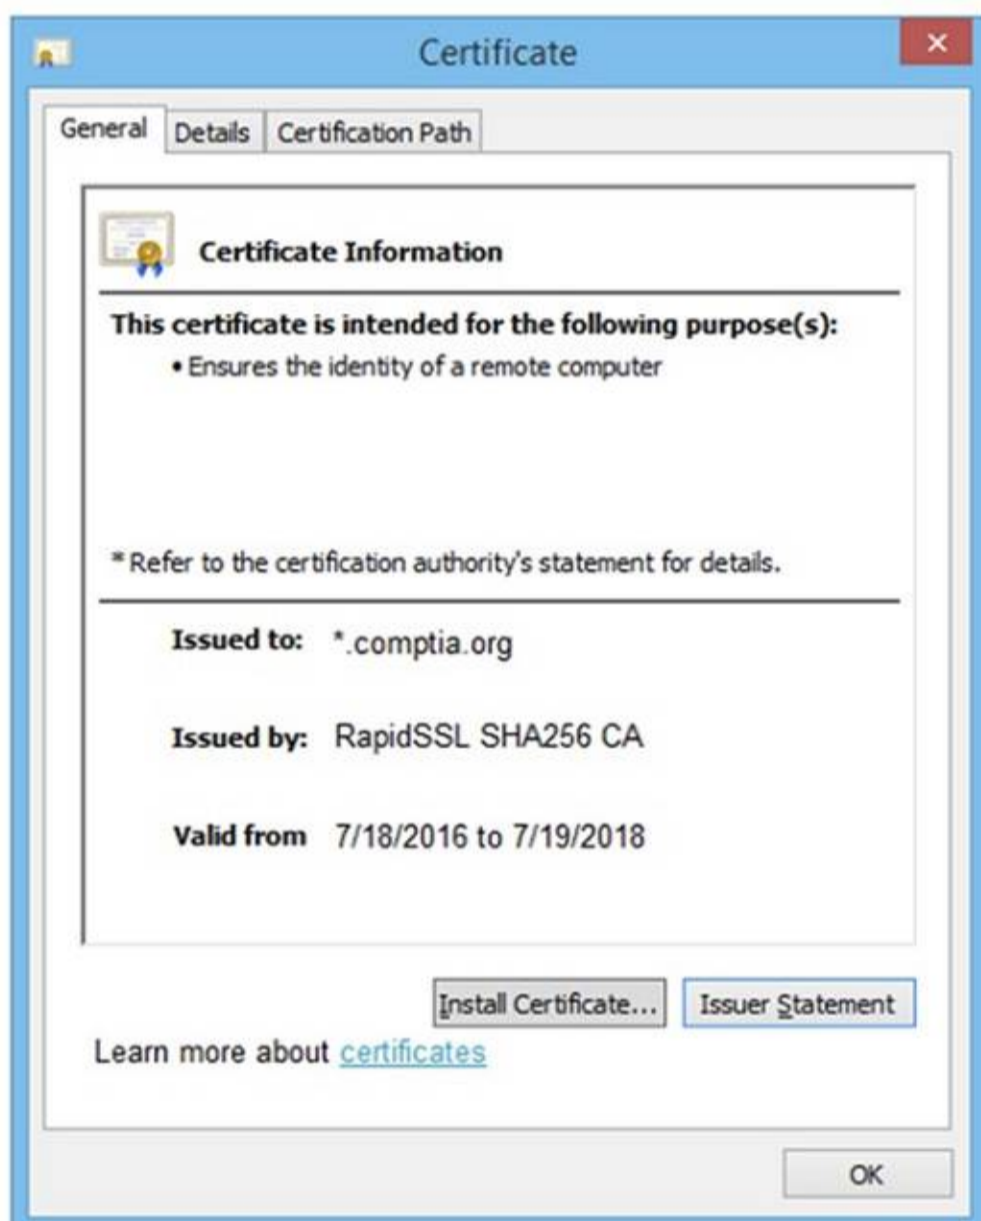 Certificate
General Details Certification Path
Certificate Information
This certificate is intended for the following purpose(s):
• Ensures the identity of a remote computer
* Refer to the certification authority's statement for details.
Issued to: *.comptia.org
Issued by: RapidSSL SHA256 CA
Valid from 7/18/2016 to 7/19/2018
Install Certificate... Issuer Statement
Learn more about certificates
OK